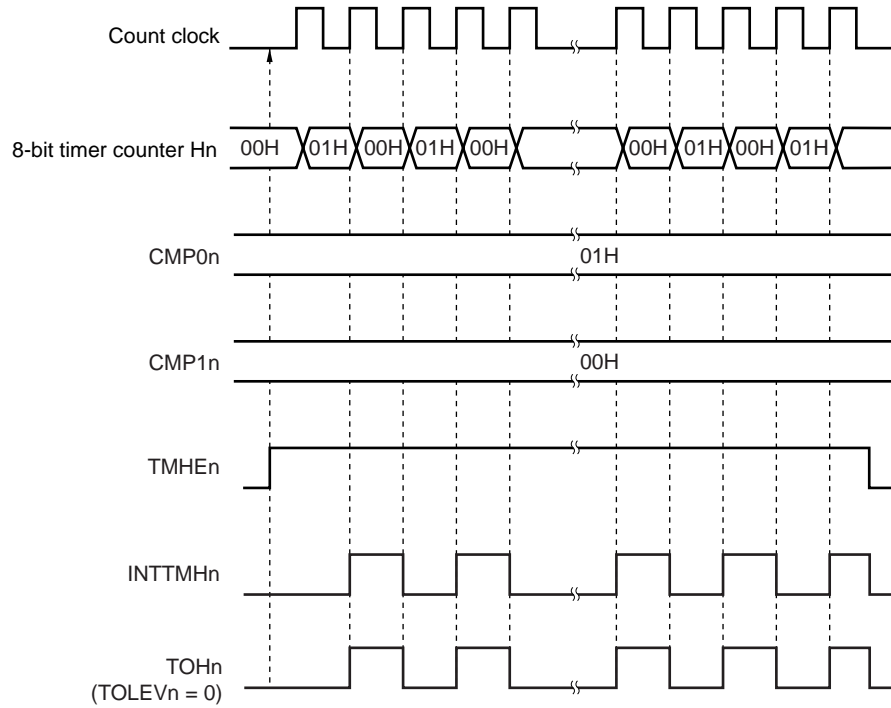 Count clock
8-bit timer counter Hn 00H 01H 00H 01H 00H 00H 01H 00H 01H
CMP0n 01H
CMP1n 00H
TMHEn
INTTMHn
TOHn
(TOLEVn = 0)